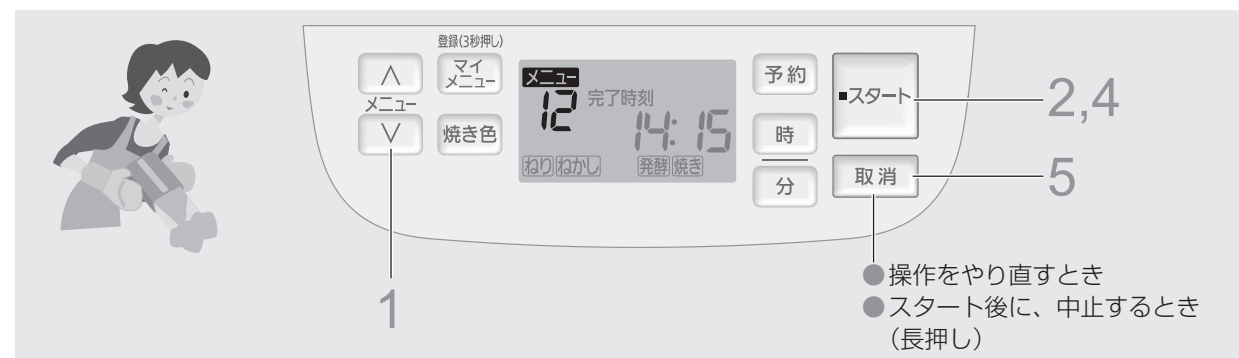 登録(3秒押し)
∧
マイ
メニュー
メニュー
∨
焼き色
メニュー
12
完了時刻
14:15
ねり ねかし 発酵 焼き
予約
時
分
■スタート
取消
2,4
5
1
●操作をやり直すとき
●スタート後に、中止するとき
(長押し)